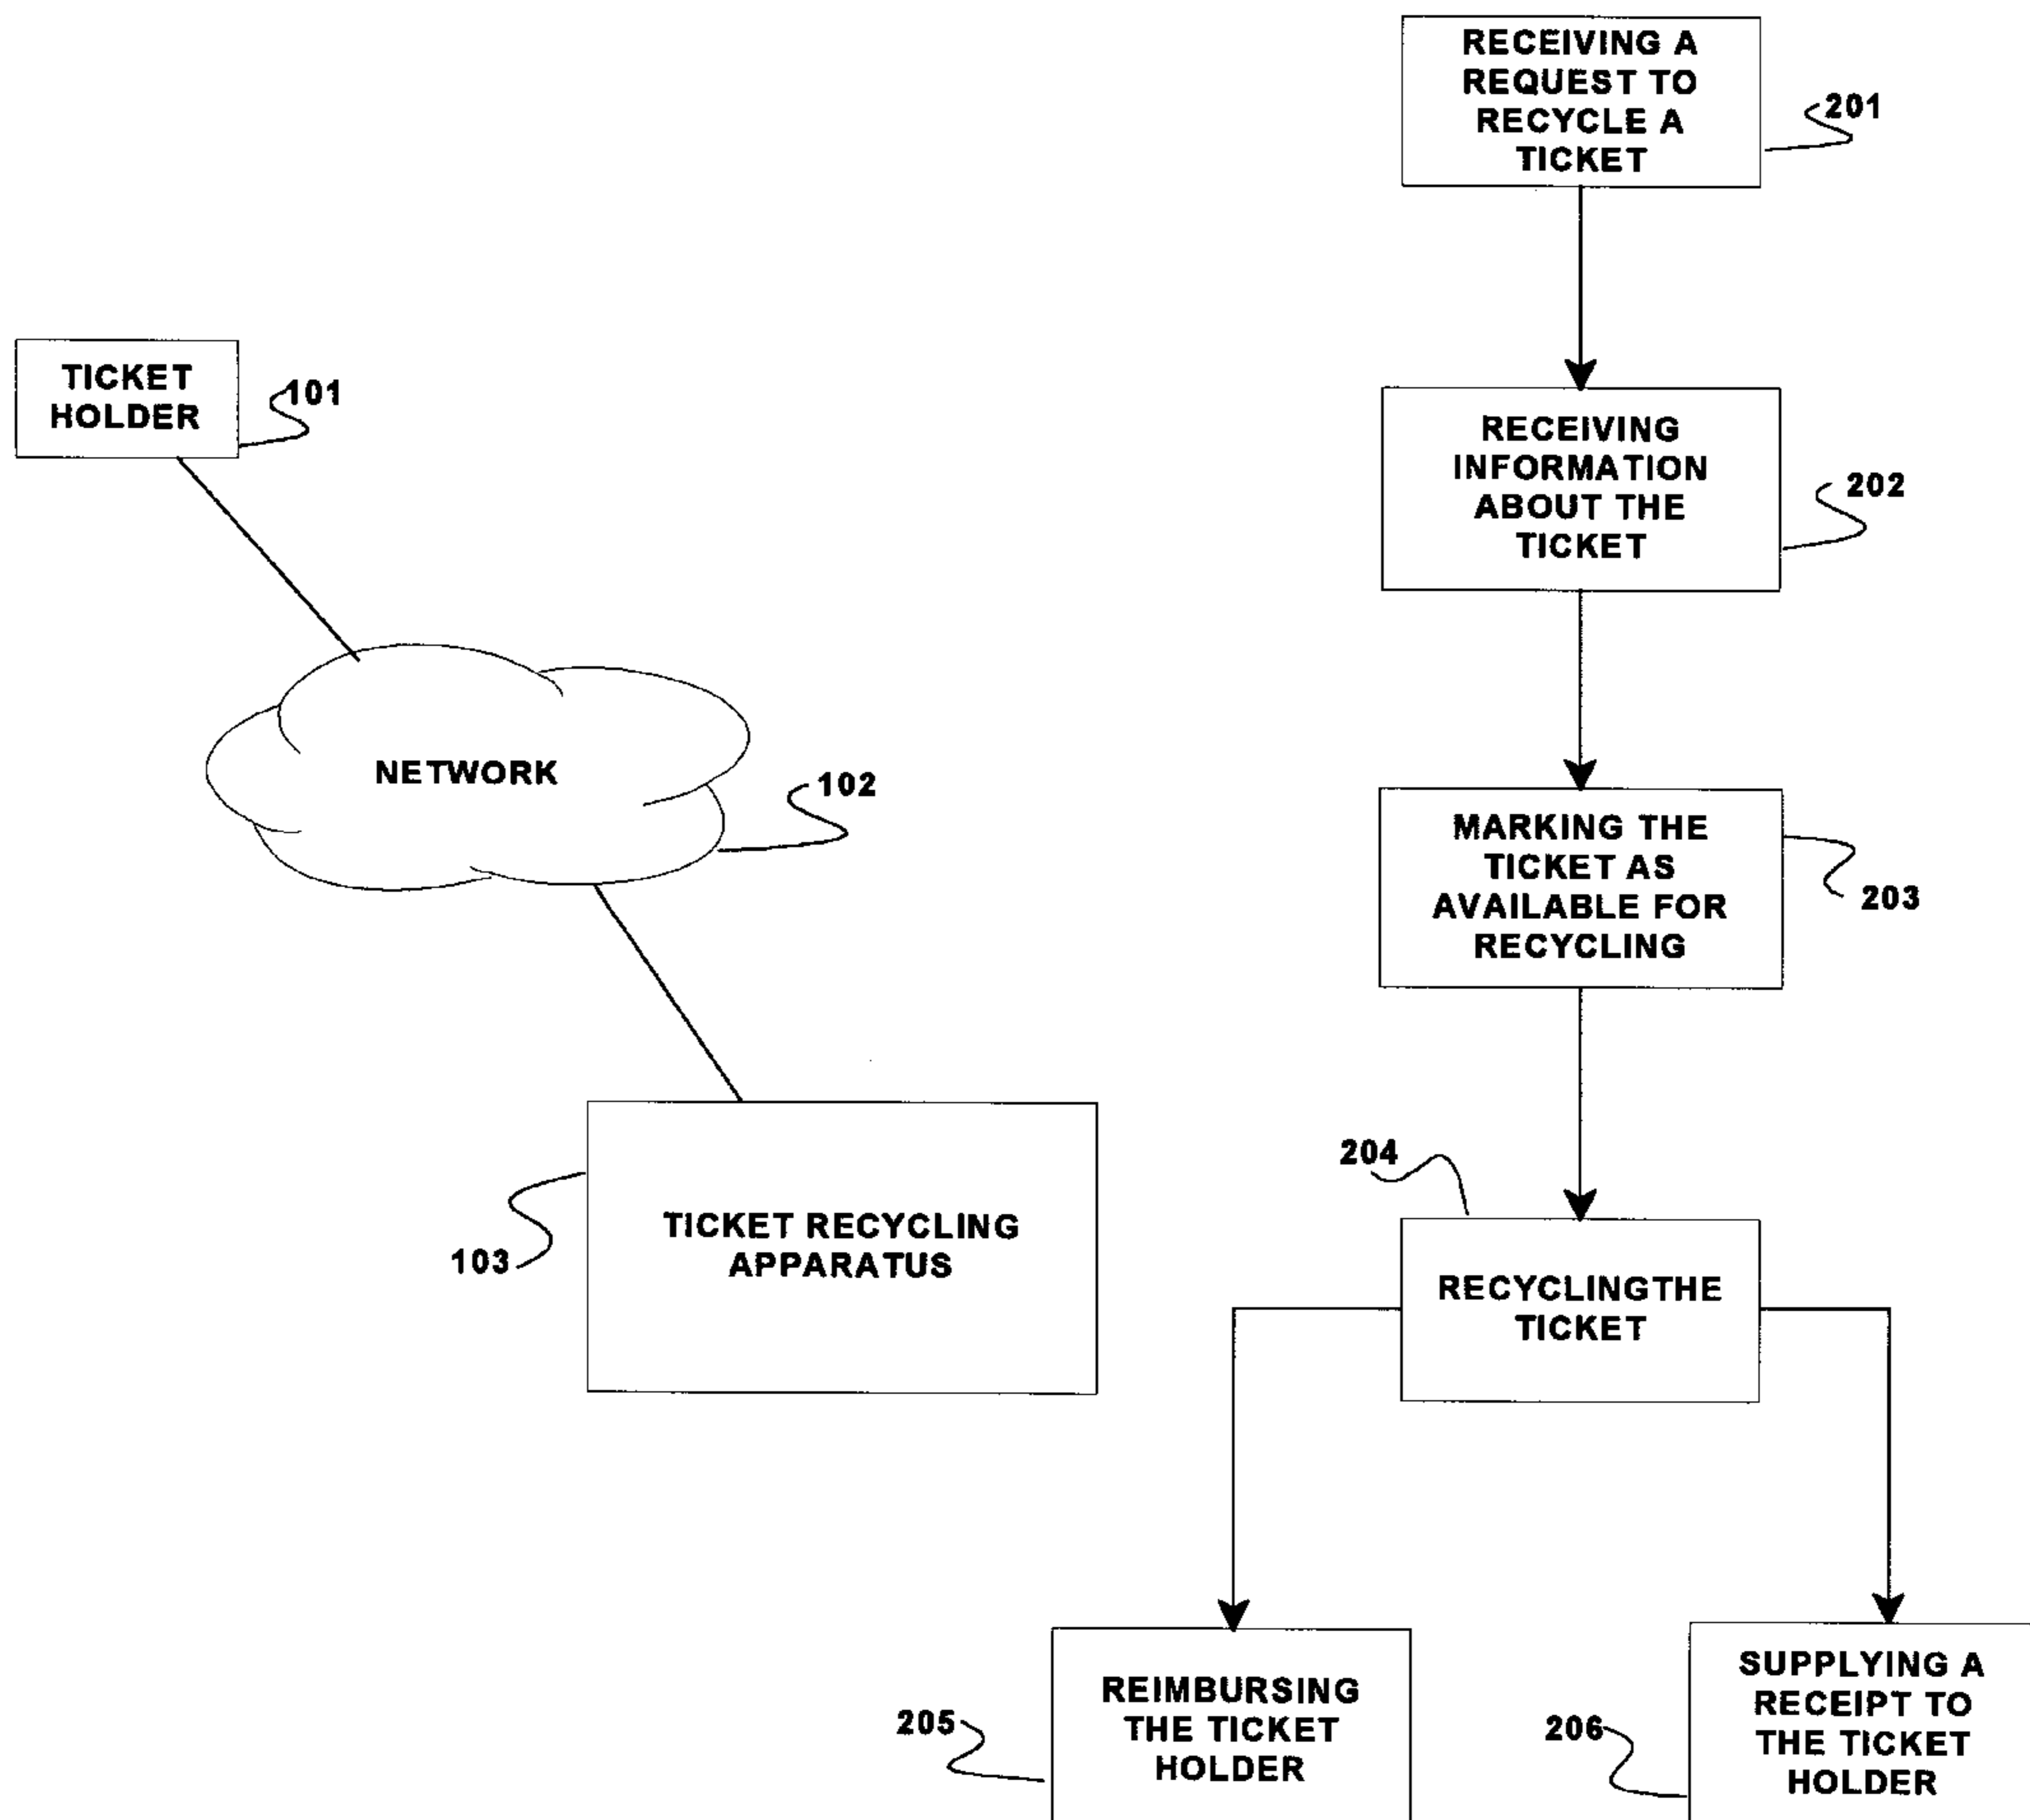 TICKET
HOLDER
101
NETWORK
102
TICKET RECYCLING
APPARATUS
103
RECEIVING A
REQUEST TO
RECYCLE A
TICKET
201
RECEIVING
INFORMATION
ABOUT THE
TICKET
202
MARKING THE
TICKET AS
AVAILABLE FOR
RECYCLING
203
204
RECYCLINGTHE
TICKET
REIMBURSING
THE TICKET
HOLDER
205
SUPPLYING A
RECEIPT TO
THE TICKET
HOLDER
206